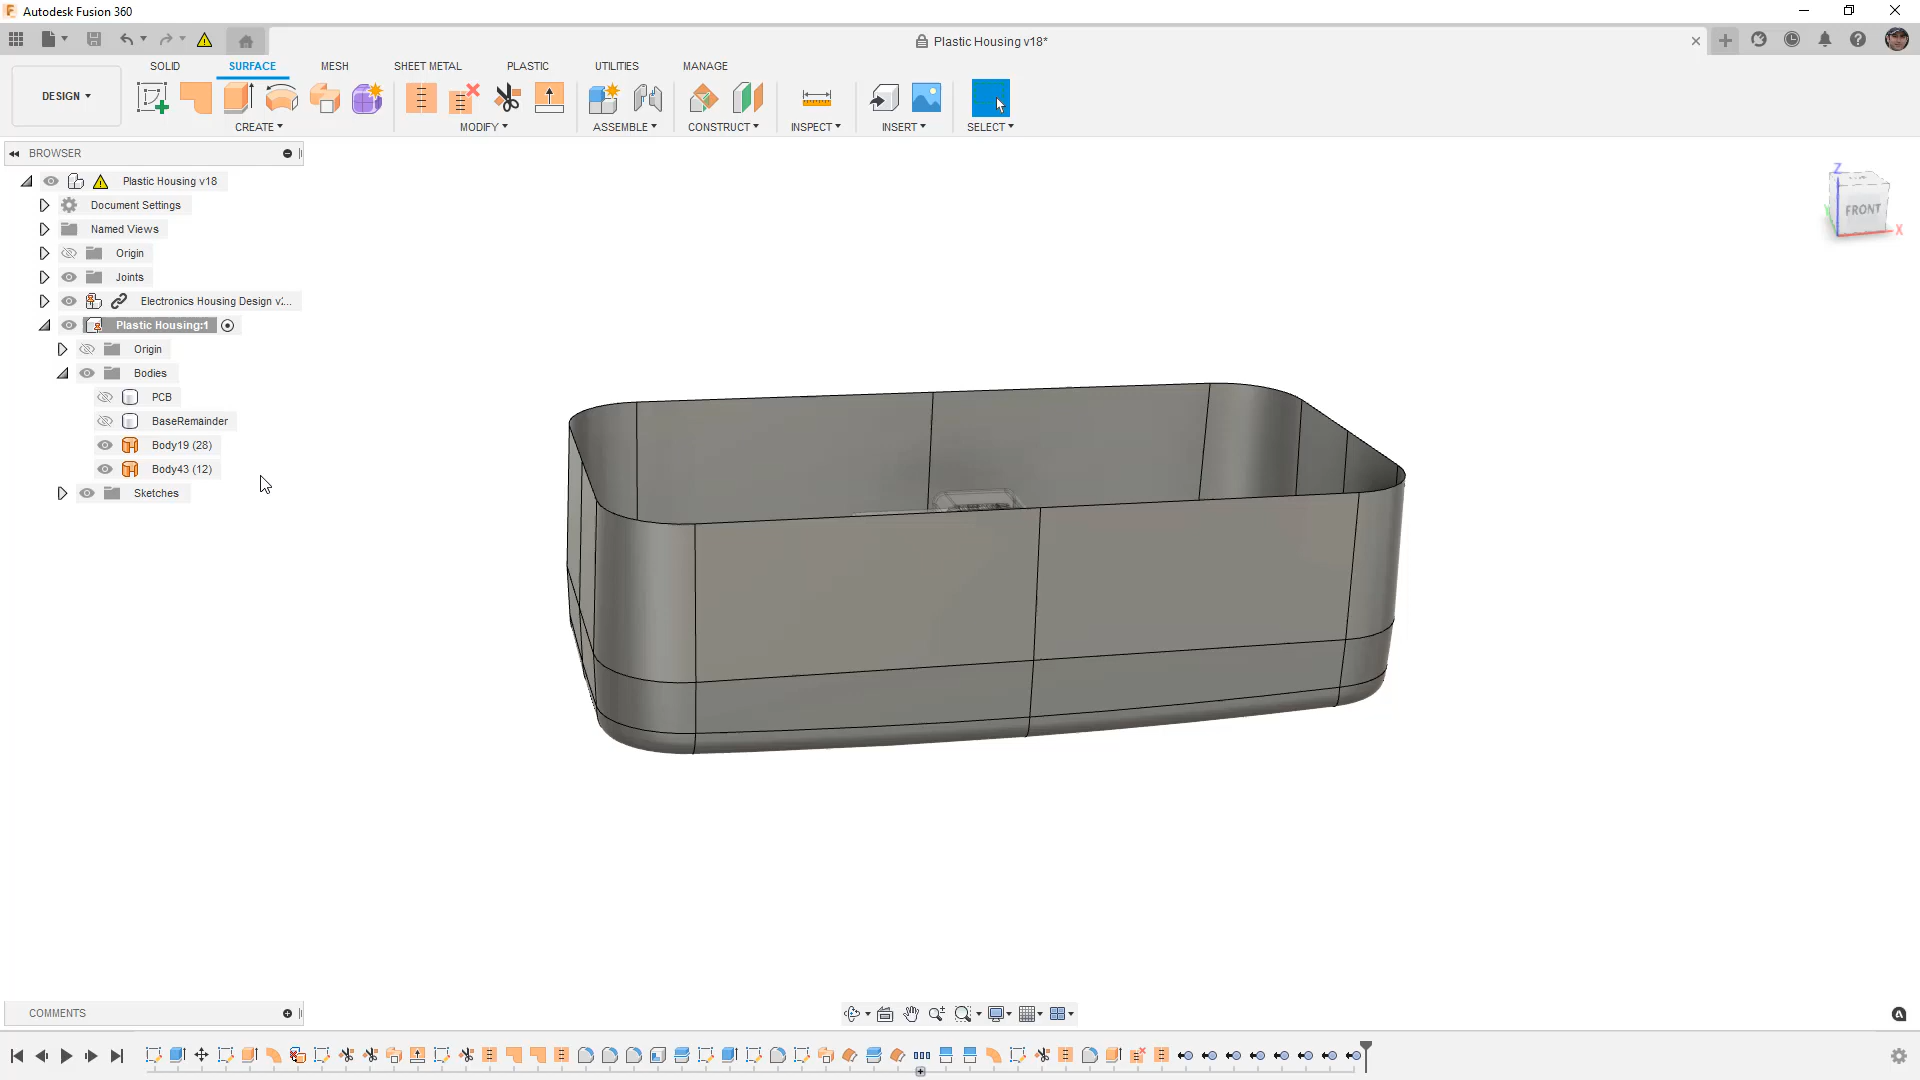 Autodesk Fusion 360
Plastic Housing v18*
DESIGN
SOLID
SURFACE
MESH
SHEET METAL
PLASTIC
UTILITIES
MANAGE
CREATE
MODIFY
ASSEMBLE
CONSTRUCT
INSPECT
INSERT
SELECT
BROWSER
Plastic Housing v18
Document Settings
Named Views
Origin
Joints
Electronics Housing Design v:...
Plastic Housing:1
Origin
Bodies
PCB
BaseRemainder
Body19 (28)
Body43 (12)
Sketches
Z
FRONT
X
COMMENTS